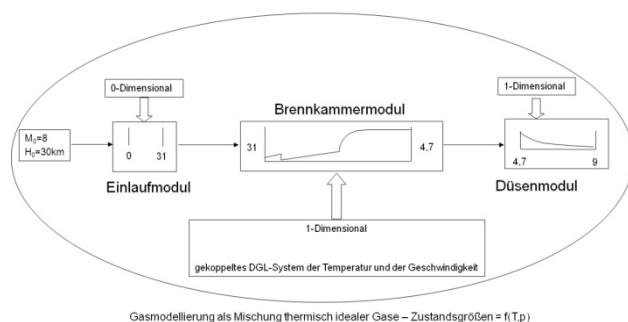 0-Dimensional
1-Dimensional
Brennkammermodul
M₀=8
H₀=30km
0 31
31
4,7
4,7 9
Einlaufmodul
Düsenmodul
1-Dimensional
gekoppeltes DGL-System der Temperatur und der Geschwindigkeit
Gasmodellierung als Mischung thermisch idealer Gase – Zustandsgrößen = f(T,p)